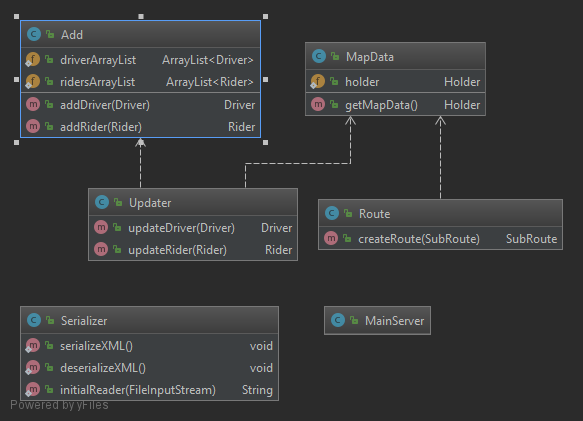 Add
driverArrayList ArrayList<Driver>
ridersArrayList ArrayList<Rider>
addDriver(Driver) Driver
addRider(Rider) Rider
MapData
holder Holder
getMapData() Holder
Updater
updateDriver(Driver) Driver
updateRider(Rider) Rider
Route
createRoute(SubRoute) SubRoute
Serializer
serializeXML() void
deserializeXML() void
initialReader(FileInputStream) String
MainServer
Powered by yFiles